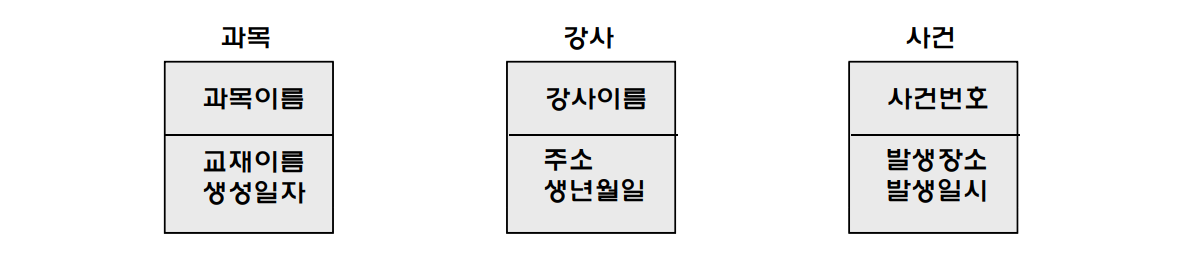 과목
강사
사건
과목이름
강사이름
사건번호
교재이름
생성일자
주소
생년월일
발생장소
발생일시